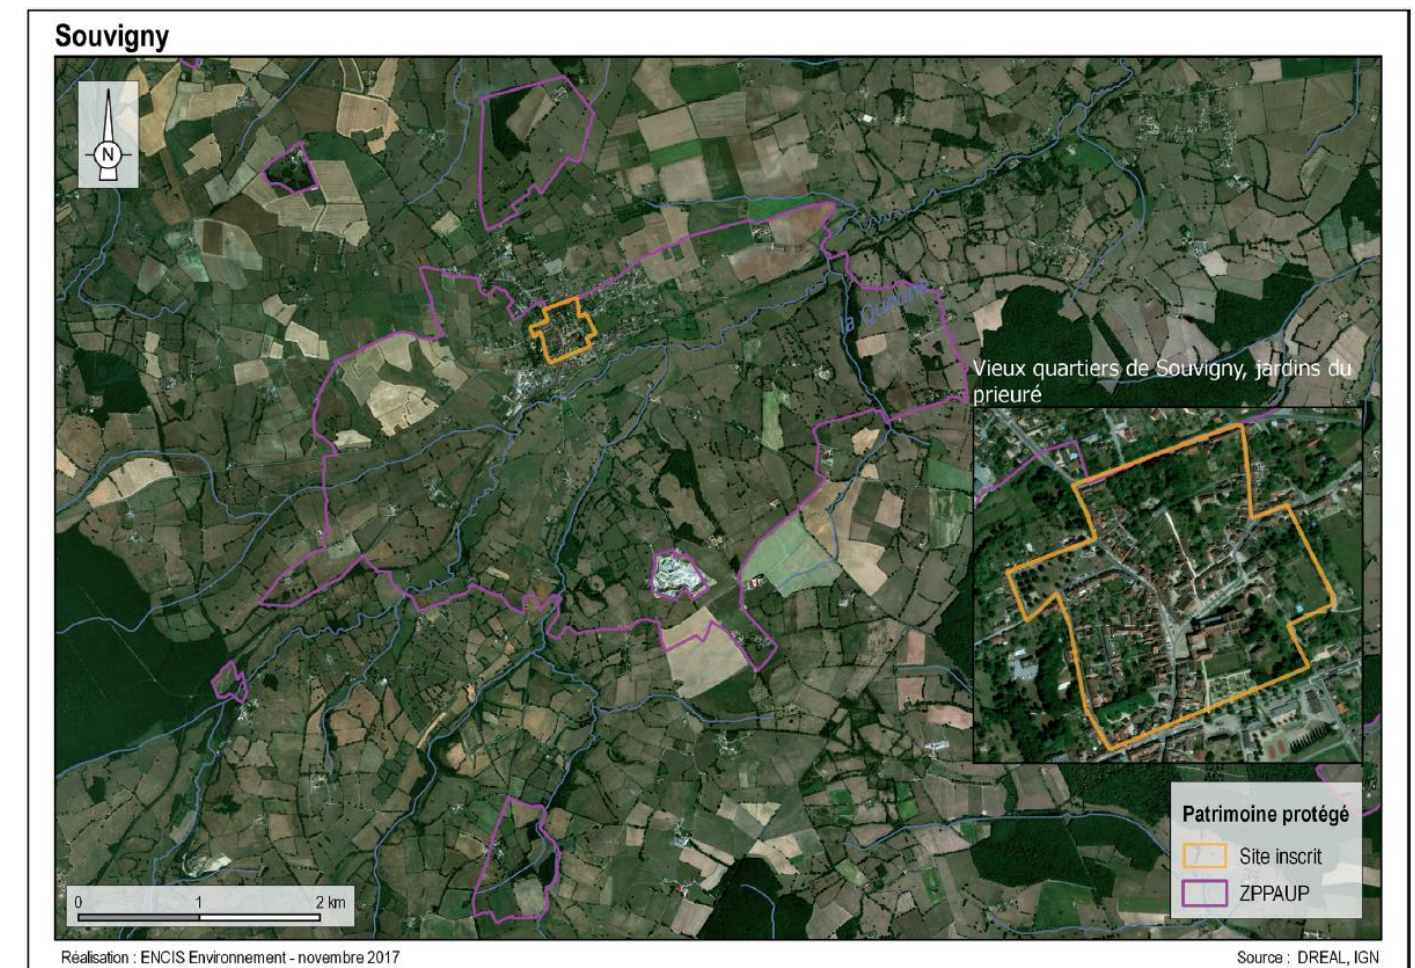 Souvigny
N
la Queune
Vieux quartiers de Souvigny, jardins du
prieuré
Patrimoine protégé
Site inscrit
ZPPAUP
0 1 2 km
Réalisation : ENCIS Environnement - novembre 2017
Source : DREAL, IGN